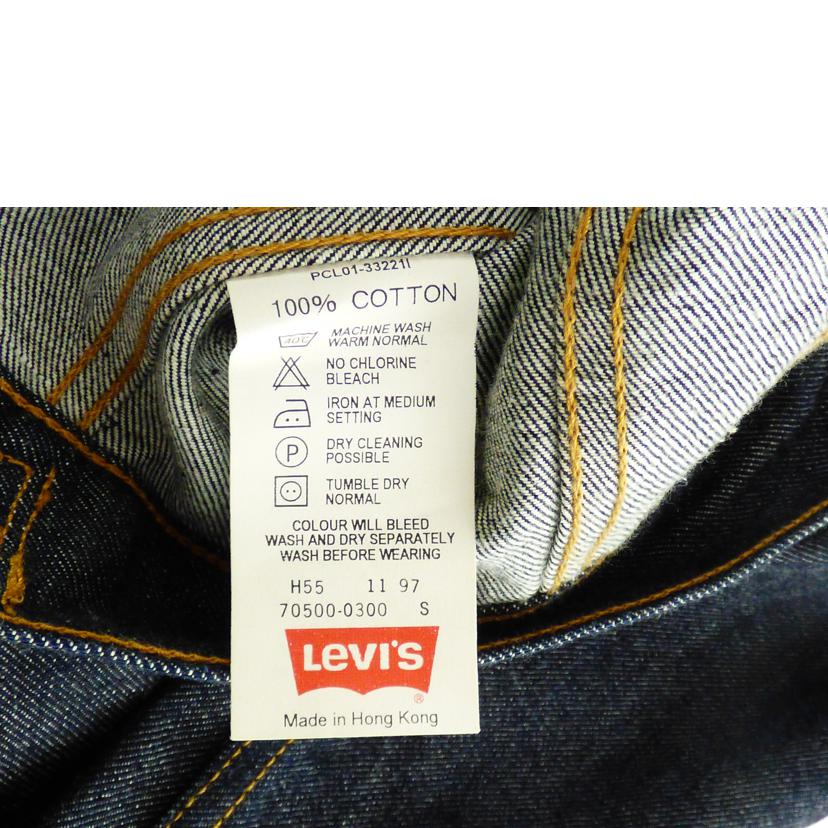 PCL01-33221I
100% COTTON
40°C
MACHINE WASH
WARM NORMAL
NO CHLORINE
BLEACH
IRON AT MEDIUM
SETTING
P
DRY CLEANING
POSSIBLE
TUMBLE DRY
NORMAL
COLOUR WILL BLEED
WASH AND DRY SEPARATELY
WASH BEFORE WEARING
H55 11 97
70500-0300 S
LEVI'S
®
Made in Hong Kong